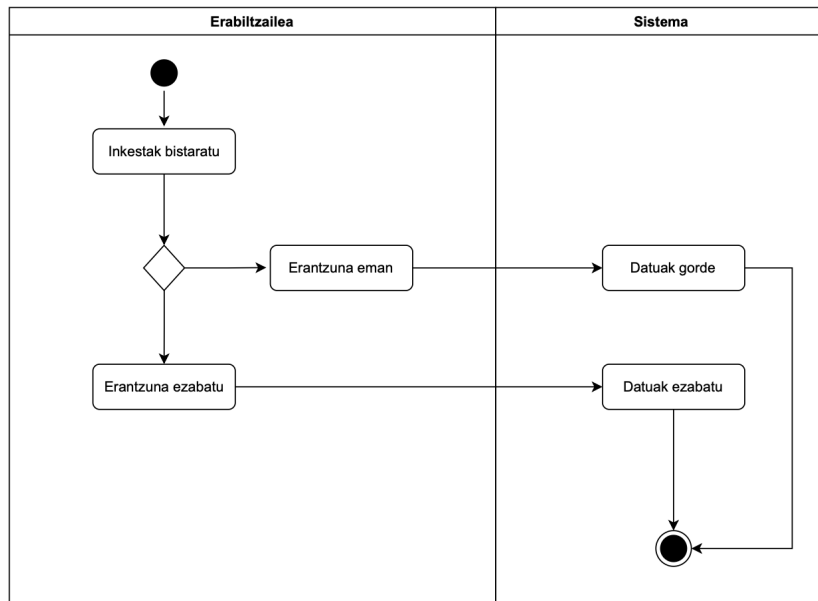 Erabiltzailea
Sistema
Inkestak bistaratu
Erantzuna eman
Datuak gorde
Erantzuna ezabatu
Datuak ezabatu